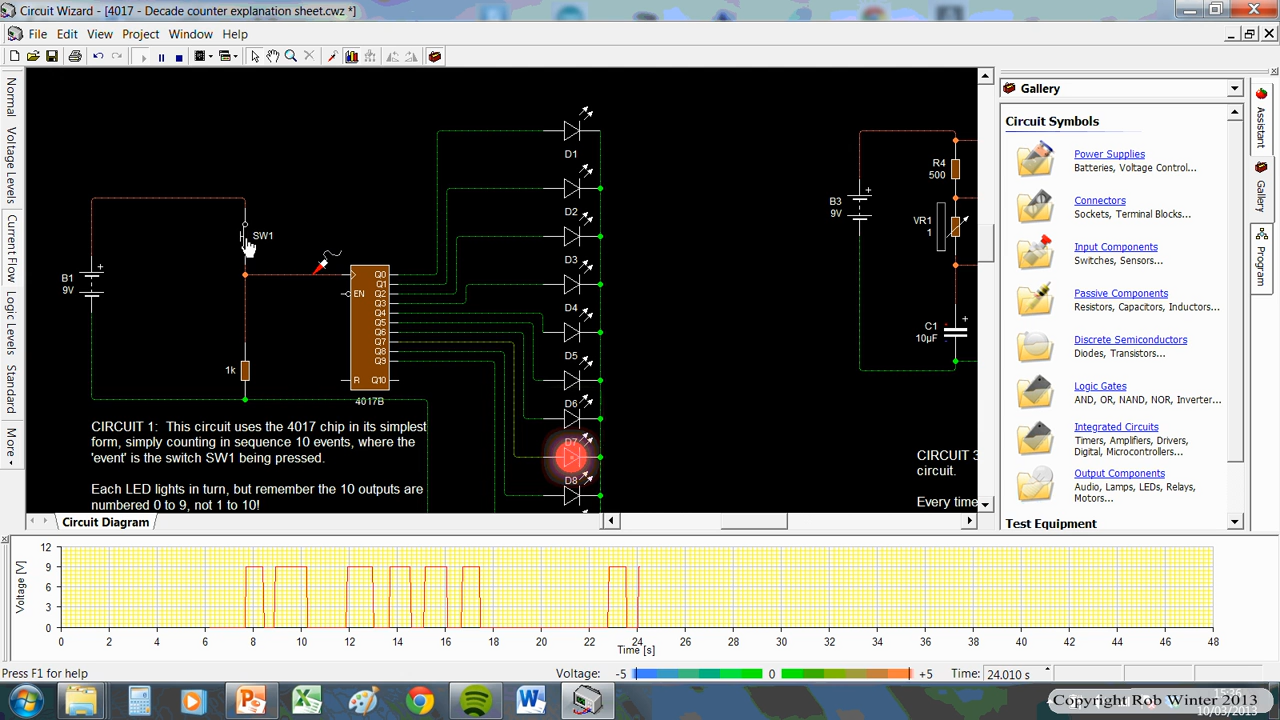 Circuit Wizard - [4017 - Decade counter explanation sheet.cwz *]
File Edit View Project Window Help
Normal
Voltage Levels
Current Flow
Logic Levels
Standard
More
B1
9V
SW1
1k
Q0
Q1
EN Q2
Q3
Q4
Q5
Q6
Q7
Q8
Q9
R Q10
4017B
D1
D2
D3
D4
D5
D6
D7
D8
B3
9V
R4
500
VR1
1
C1
10µF
CIRCUIT 1: This circuit uses the 4017 chip in its simplest
form, simply counting in sequence 10 events, where the
'event' is the switch SW1 being pressed.
Each LED lights in turn, but remember the 10 outputs are
numbered 0 to 9, not 1 to 10!
CIRCUIT 3
circuit.
Every time
Circuit Diagram
Gallery
Circuit Symbols
Power Supplies
Batteries, Voltage Control...
Connectors
Sockets, Terminal Blocks...
Input Components
Switches, Sensors...
Passive Components
Resistors, Capacitors, Inductors...
Discrete Semiconductors
Diodes, Transistors...
Logic Gates
AND, OR, NAND, NOR, Inverter...
Integrated Circuits
Timers, Amplifiers, Drivers,
Digital, Microcontrollers...
Output Components
Audio, Lamps, LEDs, Relays,
Motors...
Test Equipment
Assistant
Gallery
Program
Voltage [V]
12
9
6
3
0
0 2 4 6 8 10 12 14 16 18 20 22 24 26 28 30 32 34 36 38 40 42 44 46 48
Time [s]
Press F1 for help
Voltage: -5 0 +5 Time: 24.010 s
Copyright Rob Winter 2013
10/03/2013